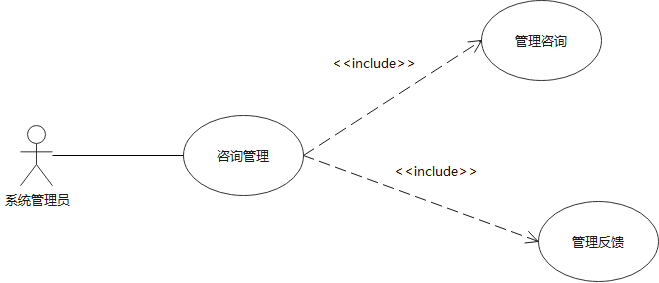 管理咨询
<<include>>
咨询管理
<<include>>
系统管理员
管理反馈